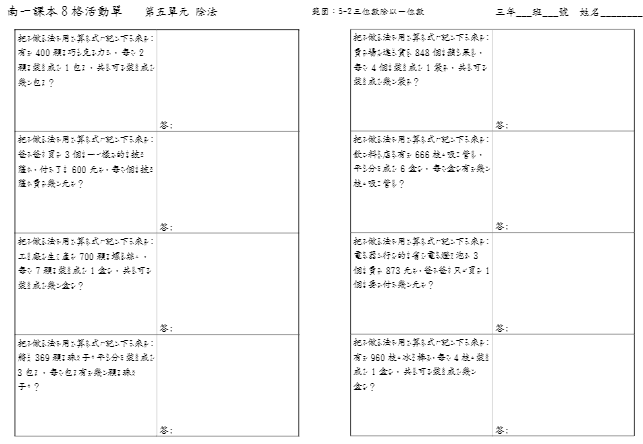 南一課本8格活動單 第五單元 除法 範圍：5-2三位數除以一位數 三年___班___號 姓名________
把做法用算式記下來：
有 400 顆巧克力，每 2
顆裝成 1 包，共可裝成
幾包？
答：
把做法用算式記下來：
爸爸買 3 個一樣的披
薩，付了 600 元，每個披
薩賣幾元？
答：
把做法用算式記下來：
工廠生產 700 顆螺絲，
每 7 顆裝成 1 盒，共可
裝成幾盒？
答：
把做法用算式記下來：
將 369 顆珠子平分裝成
3 包，每包有幾顆珠
子？
答：
把做法用算式記下來：
賣場進貨 848 個蘋果，
每 4 個裝成 1 袋，共可
裝成幾袋？
答：
把做法用算式記下來：
飲料店有 666 枝吸管，
平分成 6 盒，每盒有幾
枝吸管？
答：
把做法用算式記下來：
電器行的省電燈泡 3
個賣 873 元，爸爸只買 1
個要付幾元？
答：
把做法用算式記下來：
有 960 枝冰棒，每 4 枝裝
成 1 盒，共可裝成幾
盒？
答：